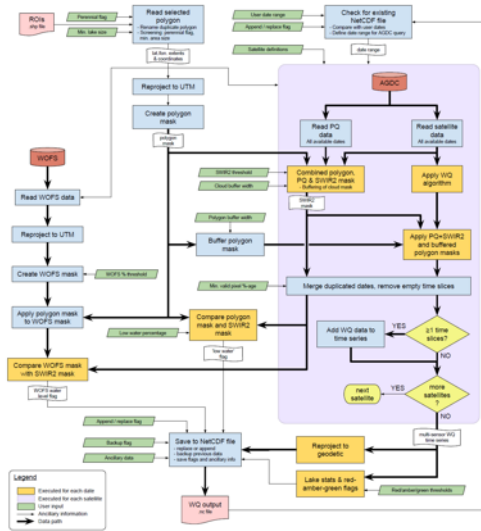 ROIs
.shp file
Perennial flag
Min. lake size
Read selected
polygon
- Rename duplicate polygon
- Screening: perennial flag,
min. area size
User date range
Append / replace flag
Satellite definitions
Check for existing
NetCDF file
- Compare with user dates
- Define date-range for AGDC query
lat./lon. extents
& coordinates
date range
Reproject to UTM
Create polygon
mask
polygon
mask
AGDC
Read PQ
data
All available dates
Read satellite
data
All available dates
WOFS
Read WOFS data
Reproject to UTM
Create WOFS mask
WOFS % threshold
Apply polygon mask
to WOFS mask
Compare WOFS mask
with SWIR2 mask
WOFS water
level flag
SWIR2 threshold
Cloud buffer width
Combined polygon,
PQ & SWIR2 mask
- Buffering of cloud mask
SWIR2
mask
Apply WQ
algorithm
Polygon buffer width
Buffer polygon
mask
Apply PQ+SWIR2
and buffered
polygon masks
Min. valid pixel %-age
Merge duplicated dates, remove empty time slices
Compare polygon
mask and SWIR2
mask
Low water percentage
'low water'
flag
Add WQ data to
time series
YES
≥1 time
slices?
NO
next
satellite
YES
more
satellites
?
NO
multi-sensor WQ
time series
Append / replace flag
Backup flag
Ancillary data
Save to NetCDF file
- replace or append
- backup previous data
- save flags and ancillary info
Reproject to
geodetic
Lake stats & red-
amber-green flags
Red/amber/green thresholds
WQ output
.nc file
Legend
Executed for each date
Executed for each satellite
User input
Ancillary information
Data path